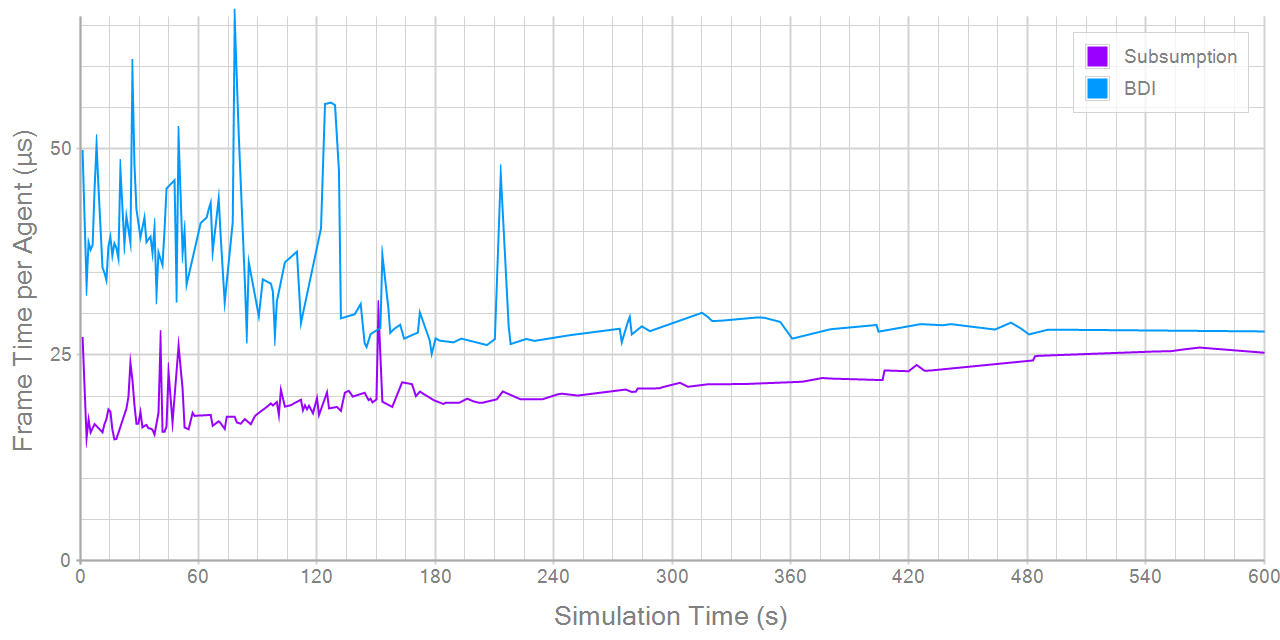 Subsumption
BDI
Frame Time per Agent (µs)
50
25
0
0 60 120 180 240 300 360 420 480 540 600
Simulation Time (s)